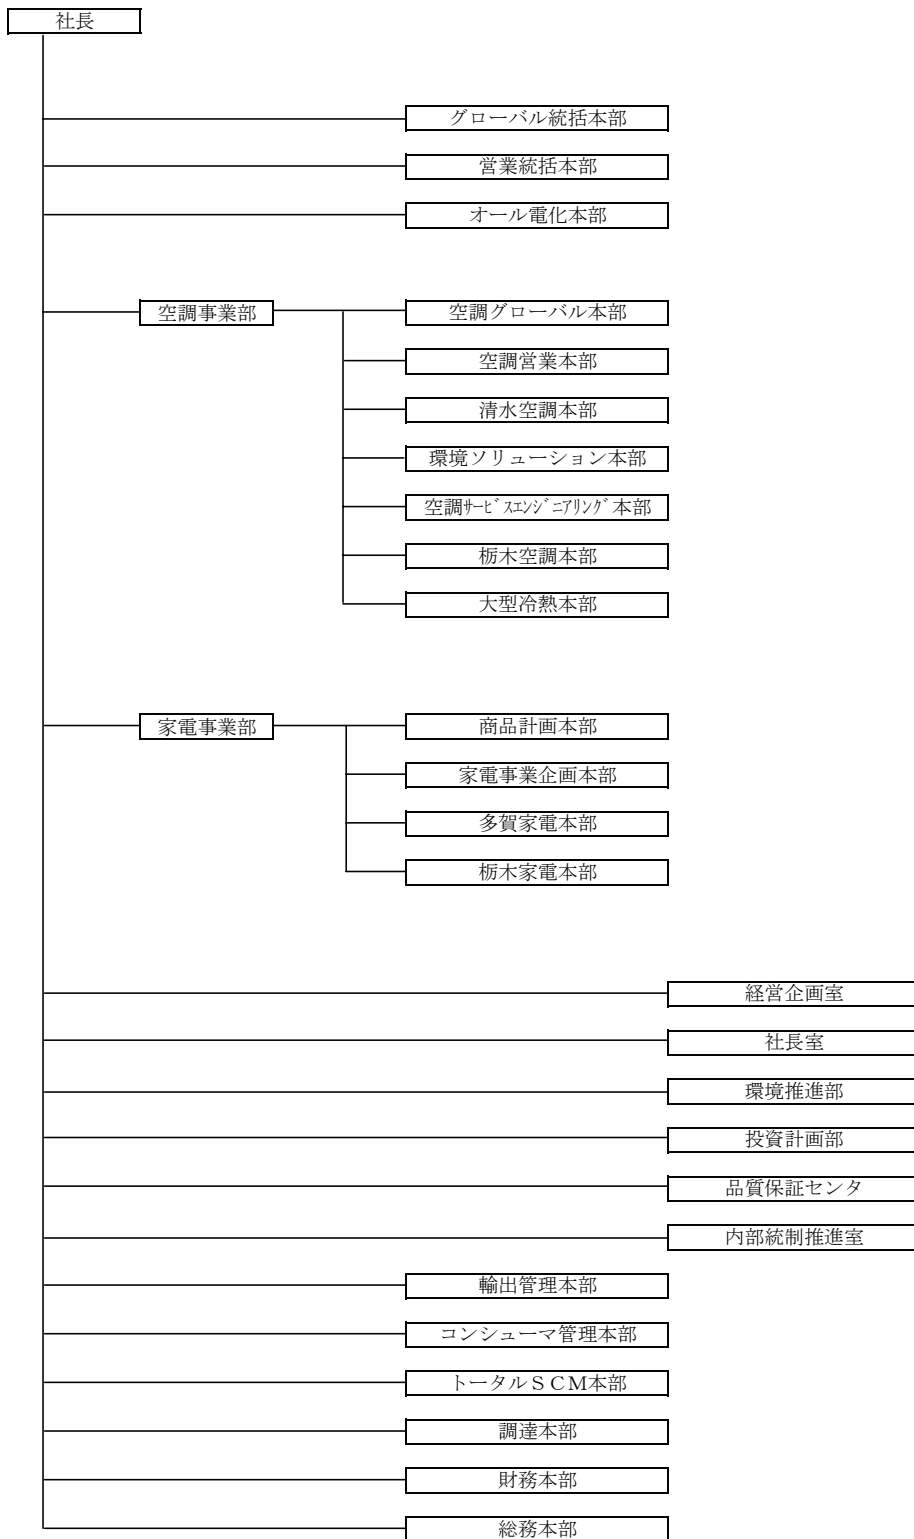 社長
グローバル統括本部
営業統括本部
オール電化本部
空調事業部
空調グローバル本部
空調営業本部
清水空調本部
環境ソリューション本部
空調ｻｰﾋﾞｽｴﾝｼﾞﾆｱﾘﾝｸﾞ本部
栃木空調本部
大型冷熱本部
家電事業部
商品計画本部
家電事業企画本部
多賀家電本部
栃木家電本部
経営企画室
社長室
環境推進部
投資計画部
品質保証センタ
内部統制推進室
輸出管理本部
コンシューマ管理本部
トータルＳＣＭ本部
調達本部
財務本部
総務本部